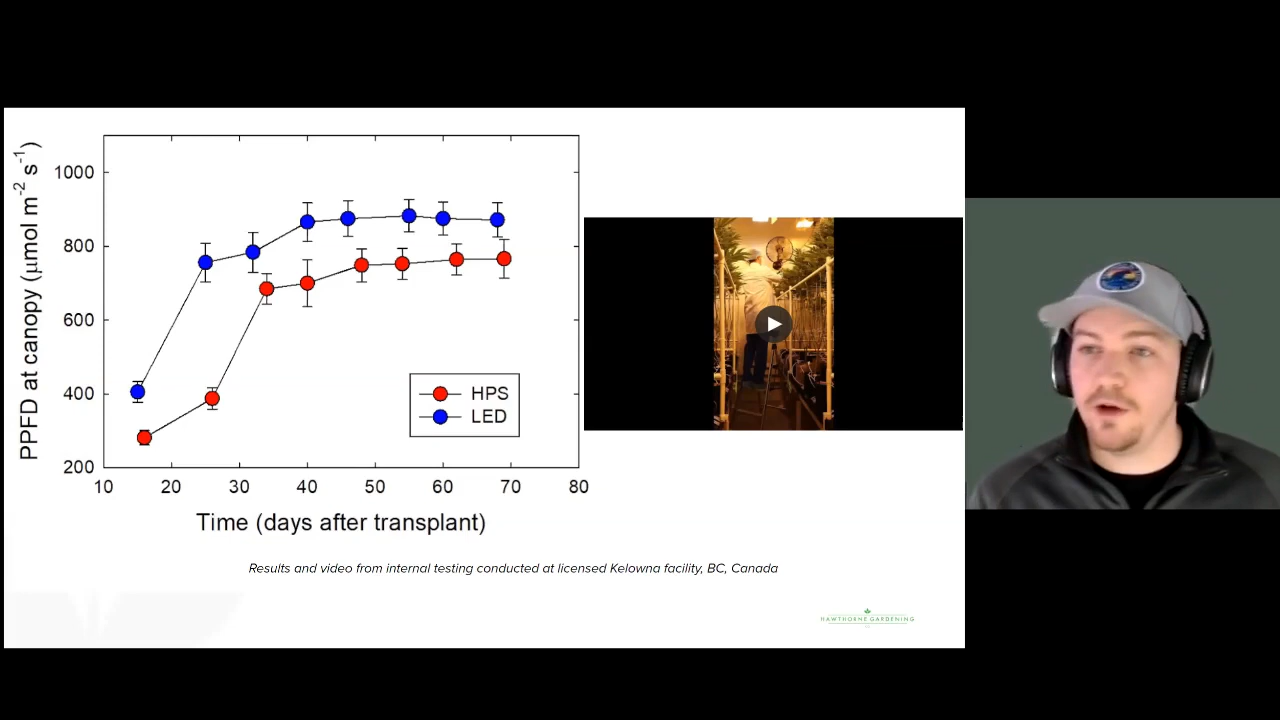 PPFD at canopy (μmol m-2 s-1)
1000
800
600
400
200
10 20 30 40 50 60 70 80
HPS
LED
Time (days after transplant)
Results and video from internal testing conducted at licensed Kelowna facility, BC, Canada
HAWTHORNE GARDENING